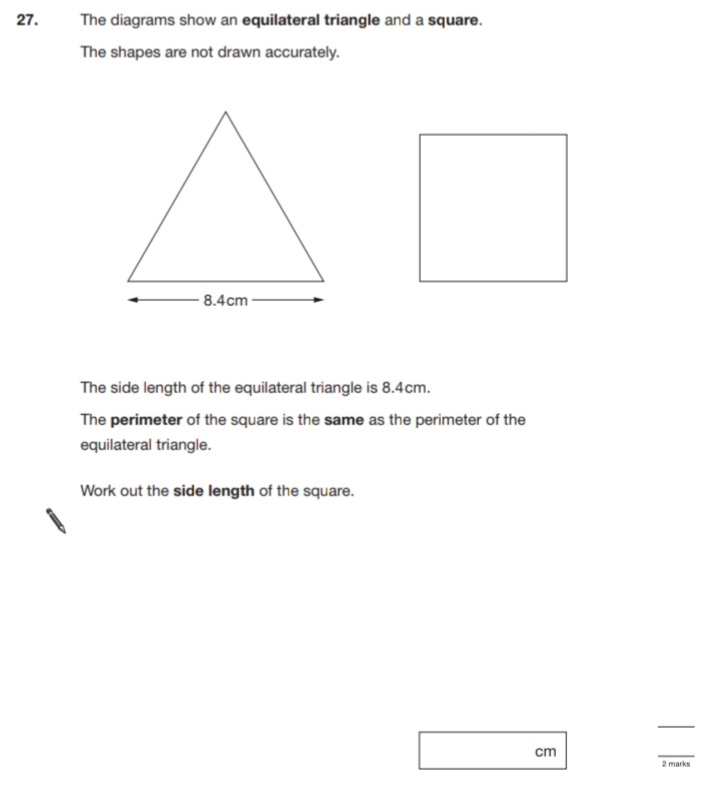 27. The diagrams show an equilateral triangle and a square.
The shapes are not drawn accurately.
8.4cm
The side length of the equilateral triangle is 8.4cm.
The perimeter of the square is the same as the perimeter of the
equilateral triangle.
Work out the side length of the square.
cm
2 marks